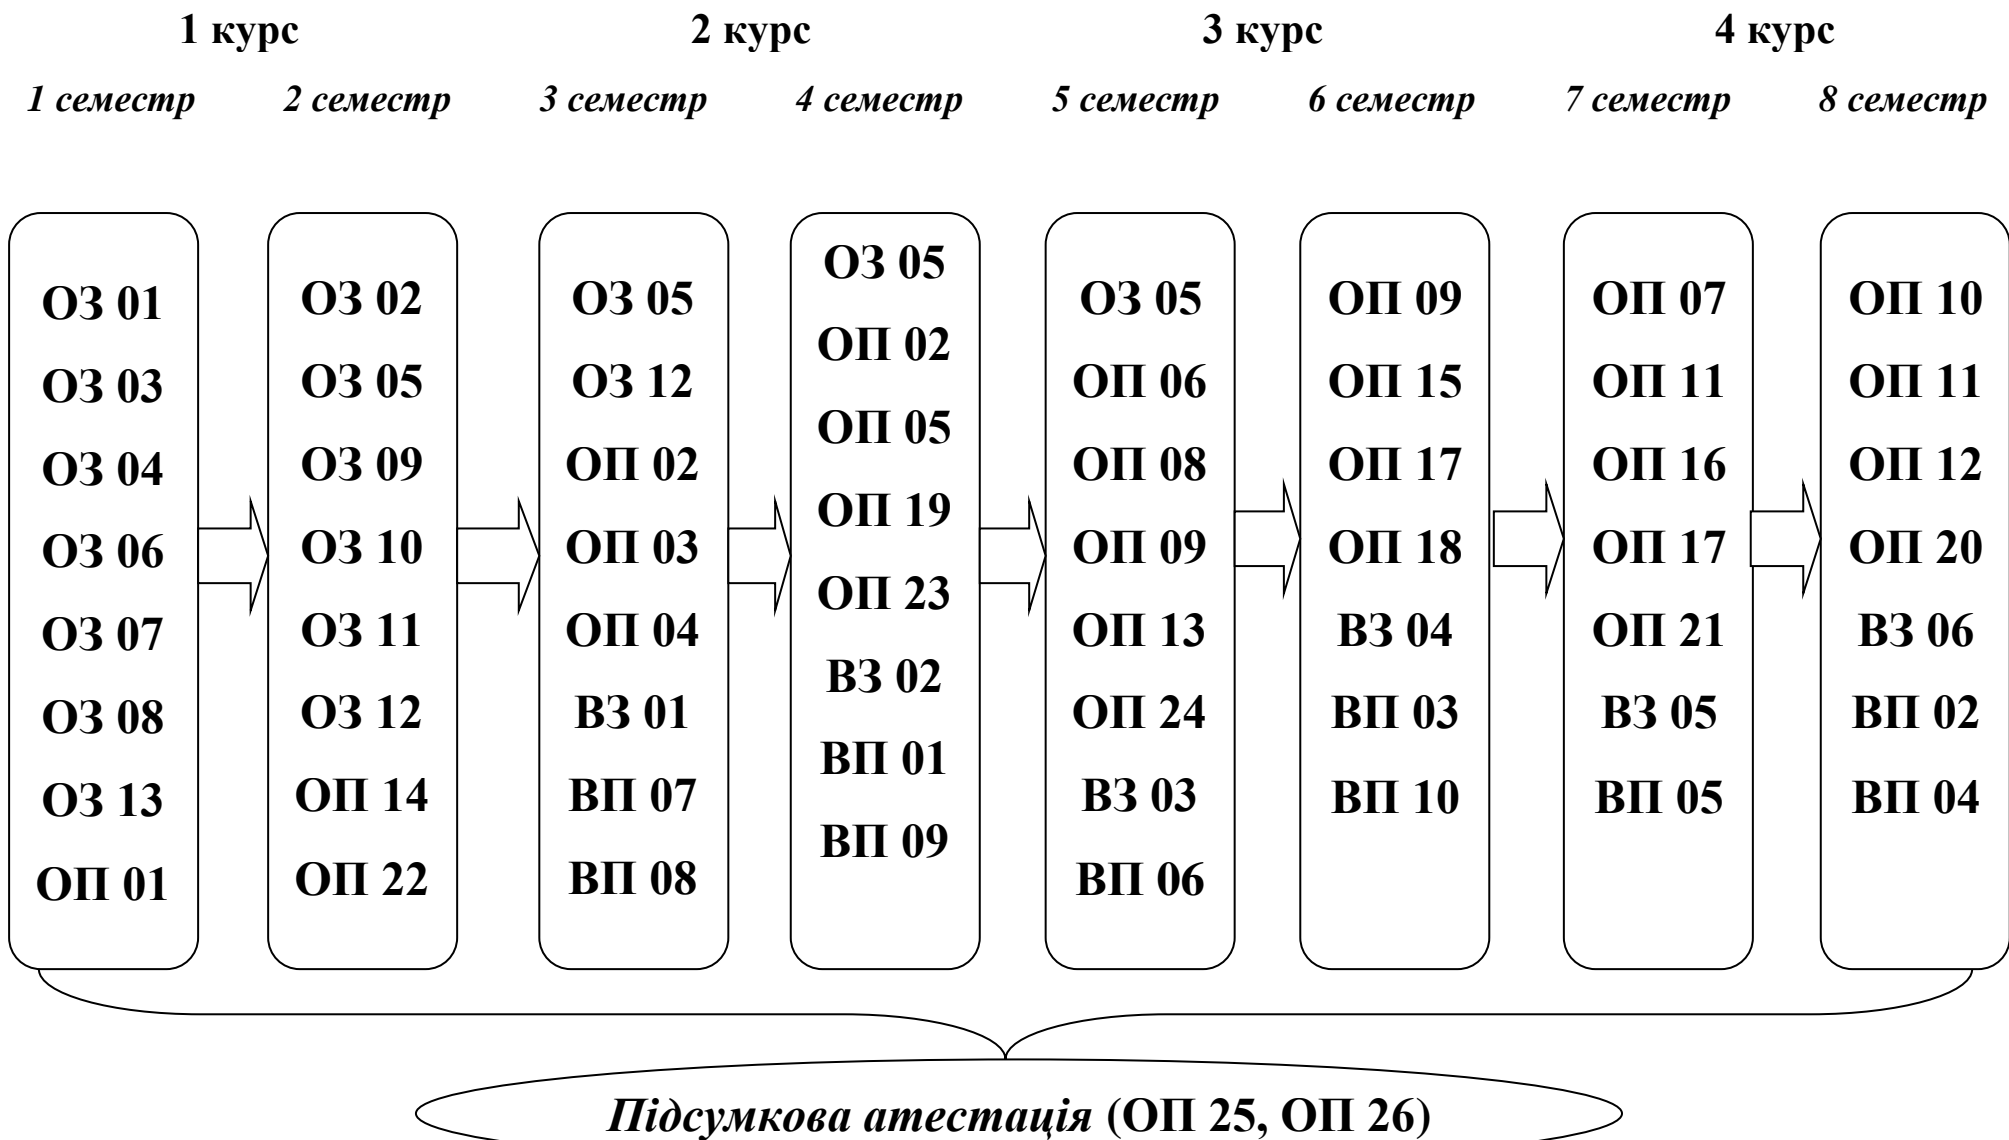 1 курс
2 курс
3 курс
4 курс
1 семестр
2 семестр
3 семестр
4 семестр
5 семестр
6 семестр
7 семестр
8 семестр
ОЗ 01
ОЗ 03
ОЗ 04
ОЗ 06
ОЗ 07
ОЗ 08
ОЗ 13
ОП 01
ОЗ 02
ОЗ 05
ОЗ 09
ОЗ 10
ОЗ 11
ОЗ 12
ОП 14
ОП 22
ОЗ 05
ОЗ 12
ОП 02
ОП 03
ОП 04
ВЗ 01
ВП 07
ВП 08
ОЗ 05
ОП 02
ОП 05
ОП 19
ОП 23
ВЗ 02
ВП 01
ВП 09
ОЗ 05
ОП 06
ОП 08
ОП 09
ОП 13
ОП 24
ВЗ 03
ВП 06
ОП 09
ОП 15
ОП 17
ОП 18
ВЗ 04
ВП 03
ВП 10
ОП 07
ОП 11
ОП 16
ОП 17
ОП 21
ВЗ 05
ВП 05
ОП 10
ОП 11
ОП 12
ОП 20
ВЗ 06
ВП 02
ВП 04
Підсумкова атестація (ОП 25, ОП 26)